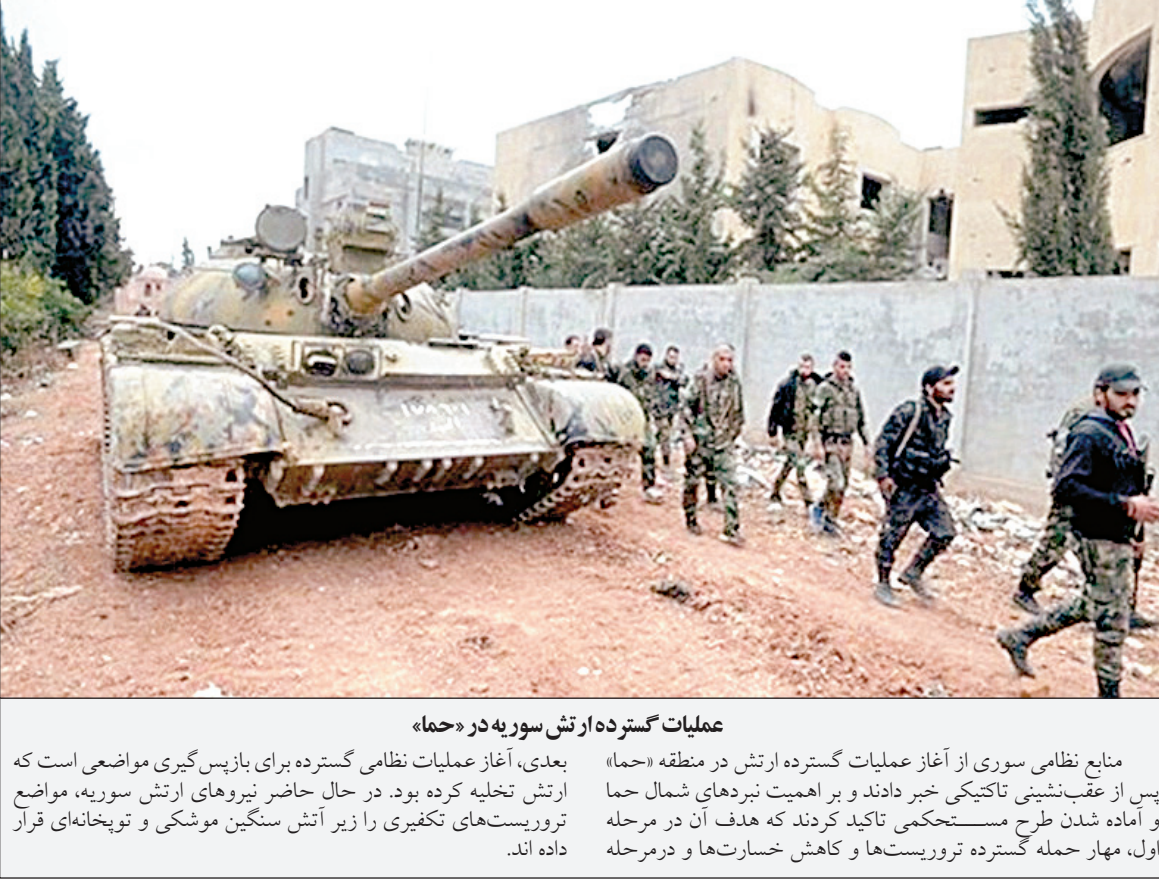 عملیات گسترده ارتش سوریه در «حما»
منابع نظامی سوری از آغاز عملیات گسترده ارتش در منطقه «حما»
پس از عقب‌نشینی تاکتیکی خبر دادند و بر اهمیت نبردهای شمال حما
و آماده شدن طرح مستحکمی تاکید کردند که هدف آن در مرحله
اول، مهار حمله گسترده تروریست‌ها و کاهش خسارت‌ها و درمرحله
بعدی، آغاز عملیات نظامی گسترده برای بازپس‌گیری مواضعی است که
ارتش تخلیه کرده بود. در حال حاضر نیروهای ارتش سوریه، مواضع
تروریست‌های تکفیری را زیر آتش سنگین موشکی و توپخانه‌ای قرار
داده اند.